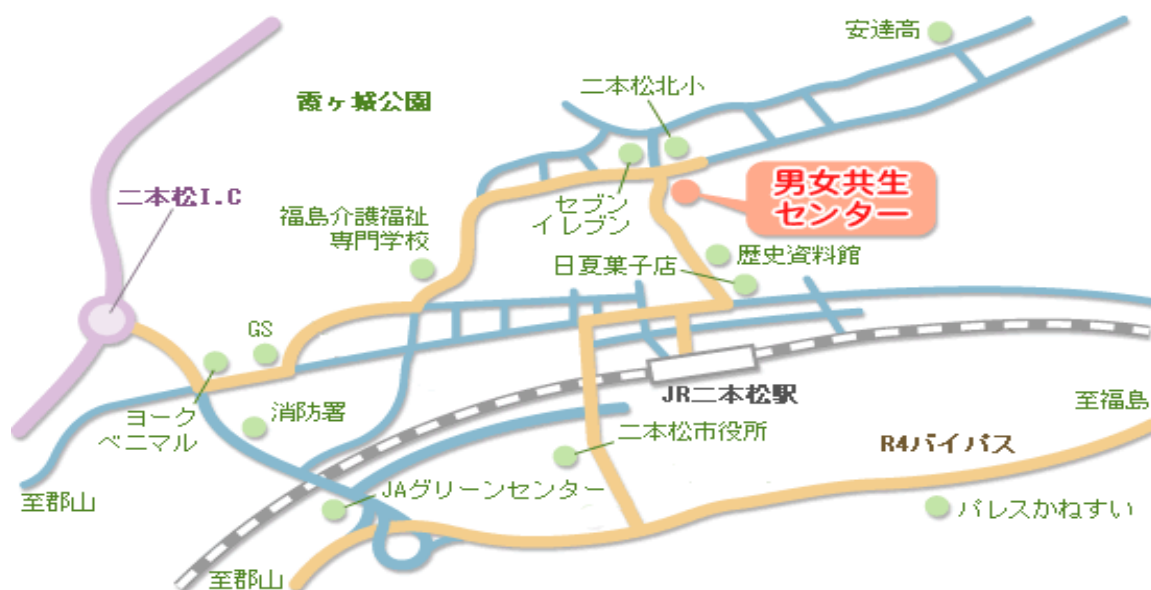 安達高
二本松北小
霞ヶ城公園
男女共生
センター
二本松I.C
セブン
イレブン
福島介護福祉
専門学校
歴史資料館
日夏菓子店
GS
JR二本松駅
至福島
ヨーク
ベニマル
消防署
二本松市役所
R4バイパス
至郡山
JAグリーンセンター
パレスかねすい
至郡山